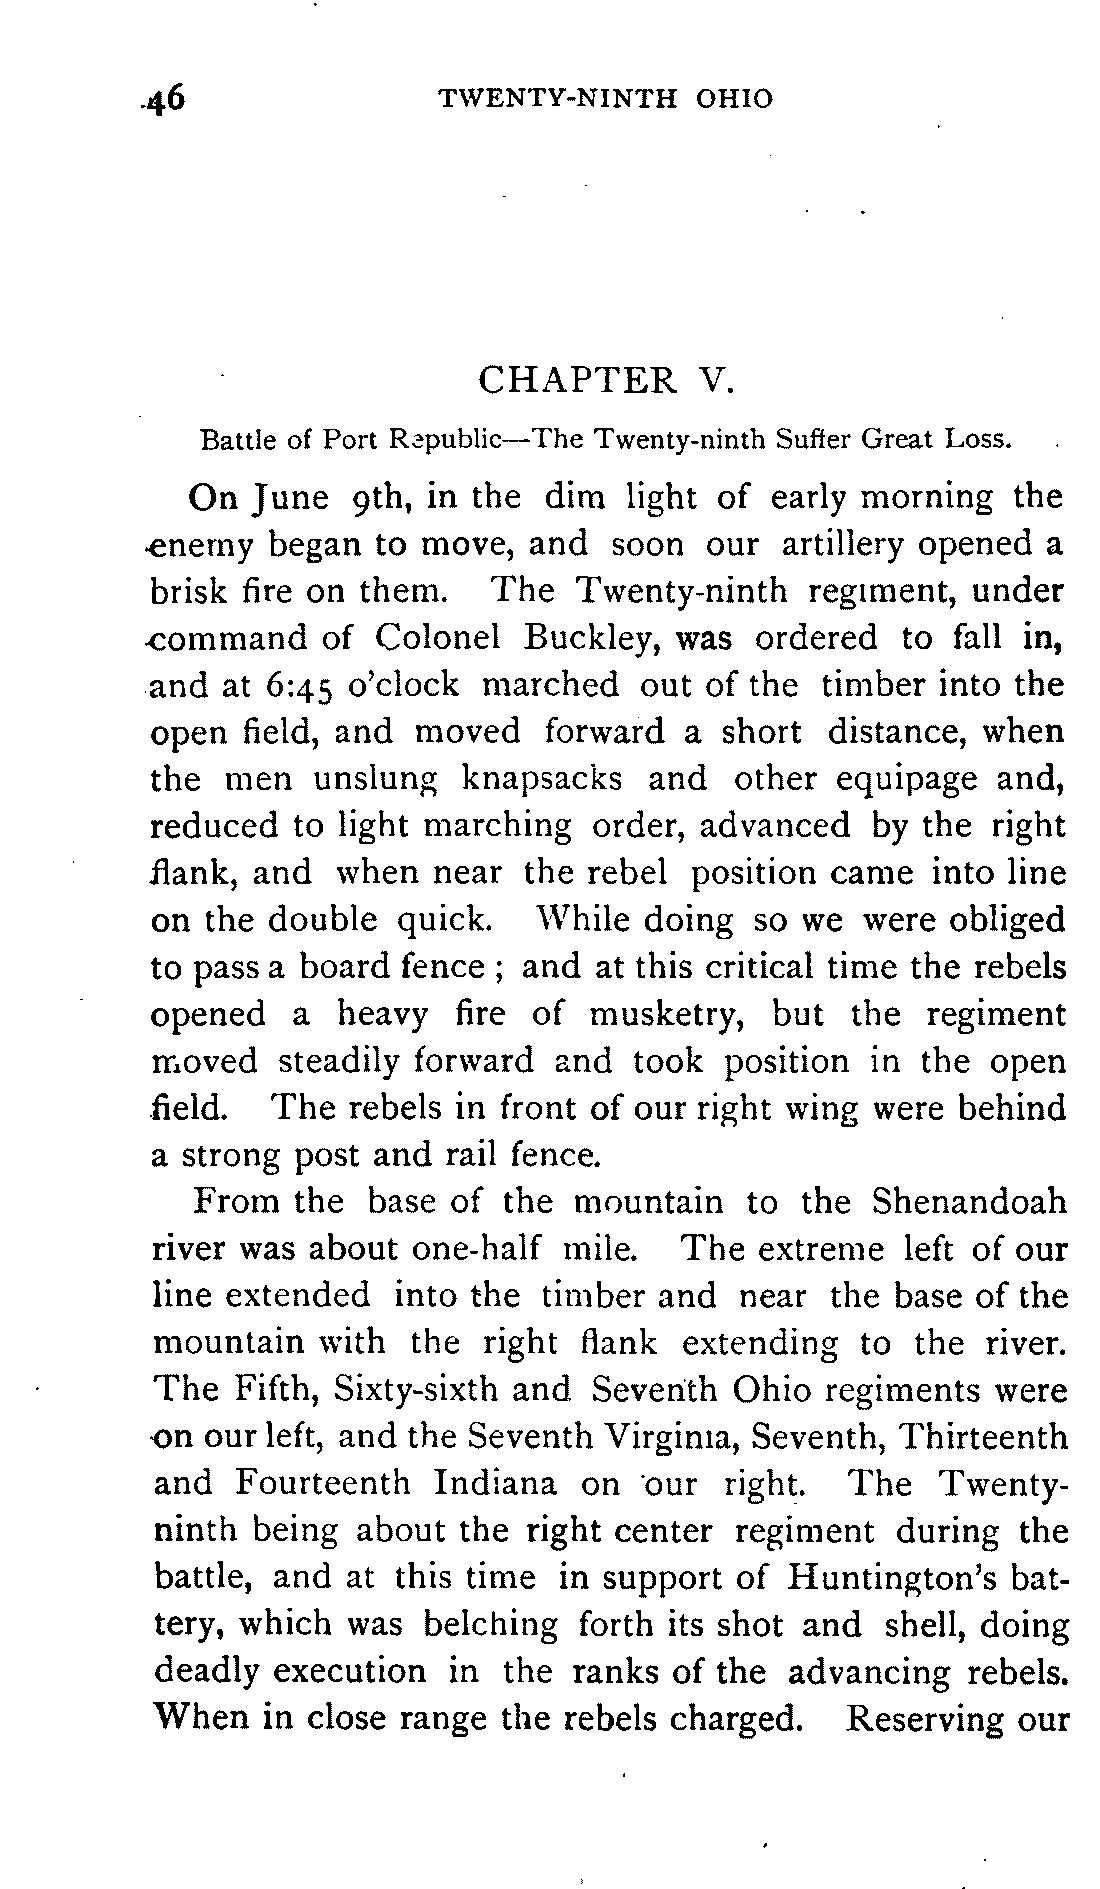 46 TWENTY-NINTH OHIO
CHAPTER V.
Battle of Port Republic—The Twenty-ninth Suffer Great Loss.
On June 9th, in the dim light of early morning the
enemy began to move, and soon our artillery opened a
brisk fire on them. The Twenty-ninth regiment, under
command of Colonel Buckley, was ordered to fall in,
and at 6:45 o'clock marched out of the timber into the
open field, and moved forward a short distance, when
the men unslung knapsacks and other equipage and,
reduced to light marching order, advanced by the right
flank, and when near the rebel position came into line
on the double quick. While doing so we were obliged
to pass a board fence ; and at this critical time the rebels
opened a heavy fire of musketry, but the regiment
moved steadily forward and took position in the open
field. The rebels in front of our right wing were behind
a strong post and rail fence.
From the base of the mountain to the Shenandoah
river was about one-half mile. The extreme left of our
line extended into the timber and near the base of the
mountain with the right flank extending to the river.
The Fifth, Sixty-sixth and Seventh Ohio regiments were
on our left, and the Seventh Virginia, Seventh, Thirteenth
and Fourteenth Indiana on our right. The Twenty-
ninth being about the right center regiment during the
battle, and at this time in support of Huntington's bat-
tery, which was belching forth its shot and shell, doing
deadly execution in the ranks of the advancing rebels.
When in close range the rebels charged. Reserving our